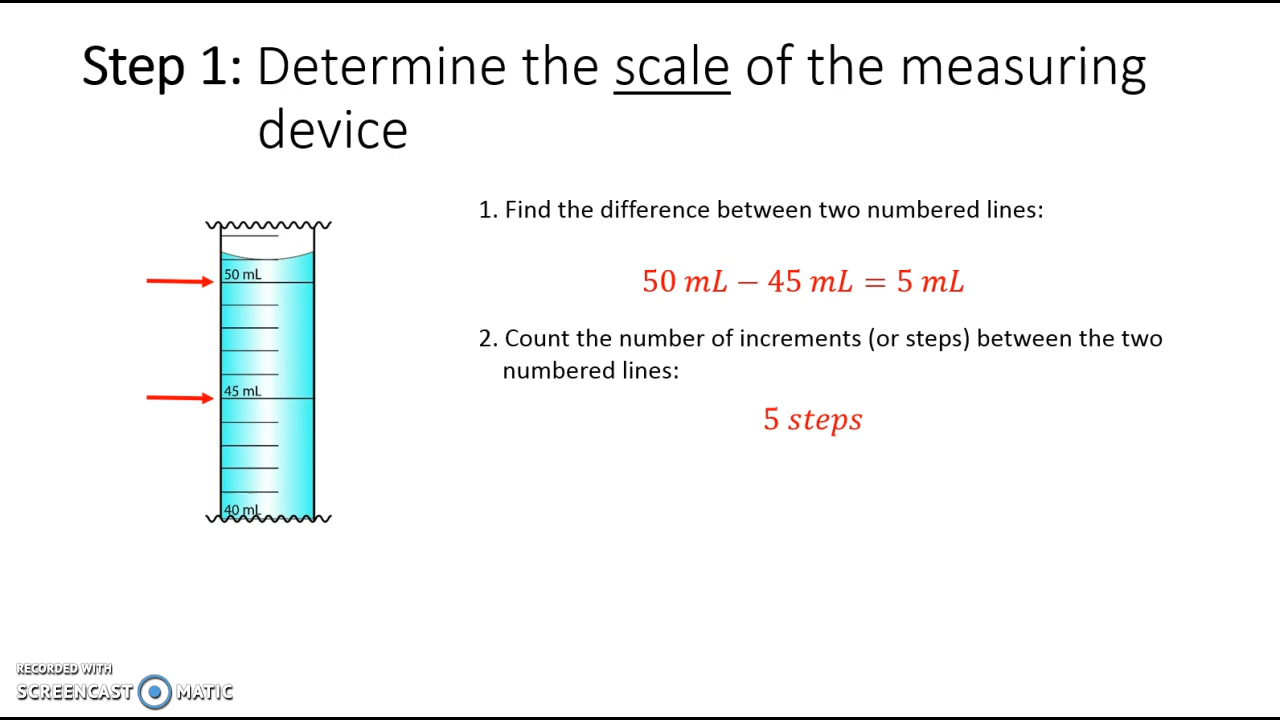 Step 1: Determine the scale of the measuring
device
1. Find the difference between two numbered lines:
50 mL
50 mL − 45 mL = 5 mL
2. Count the number of increments (or steps) between the two
numbered lines:
45 mL
5 steps
40 mL
RECORDED WITH
SCREENCAST MATIC